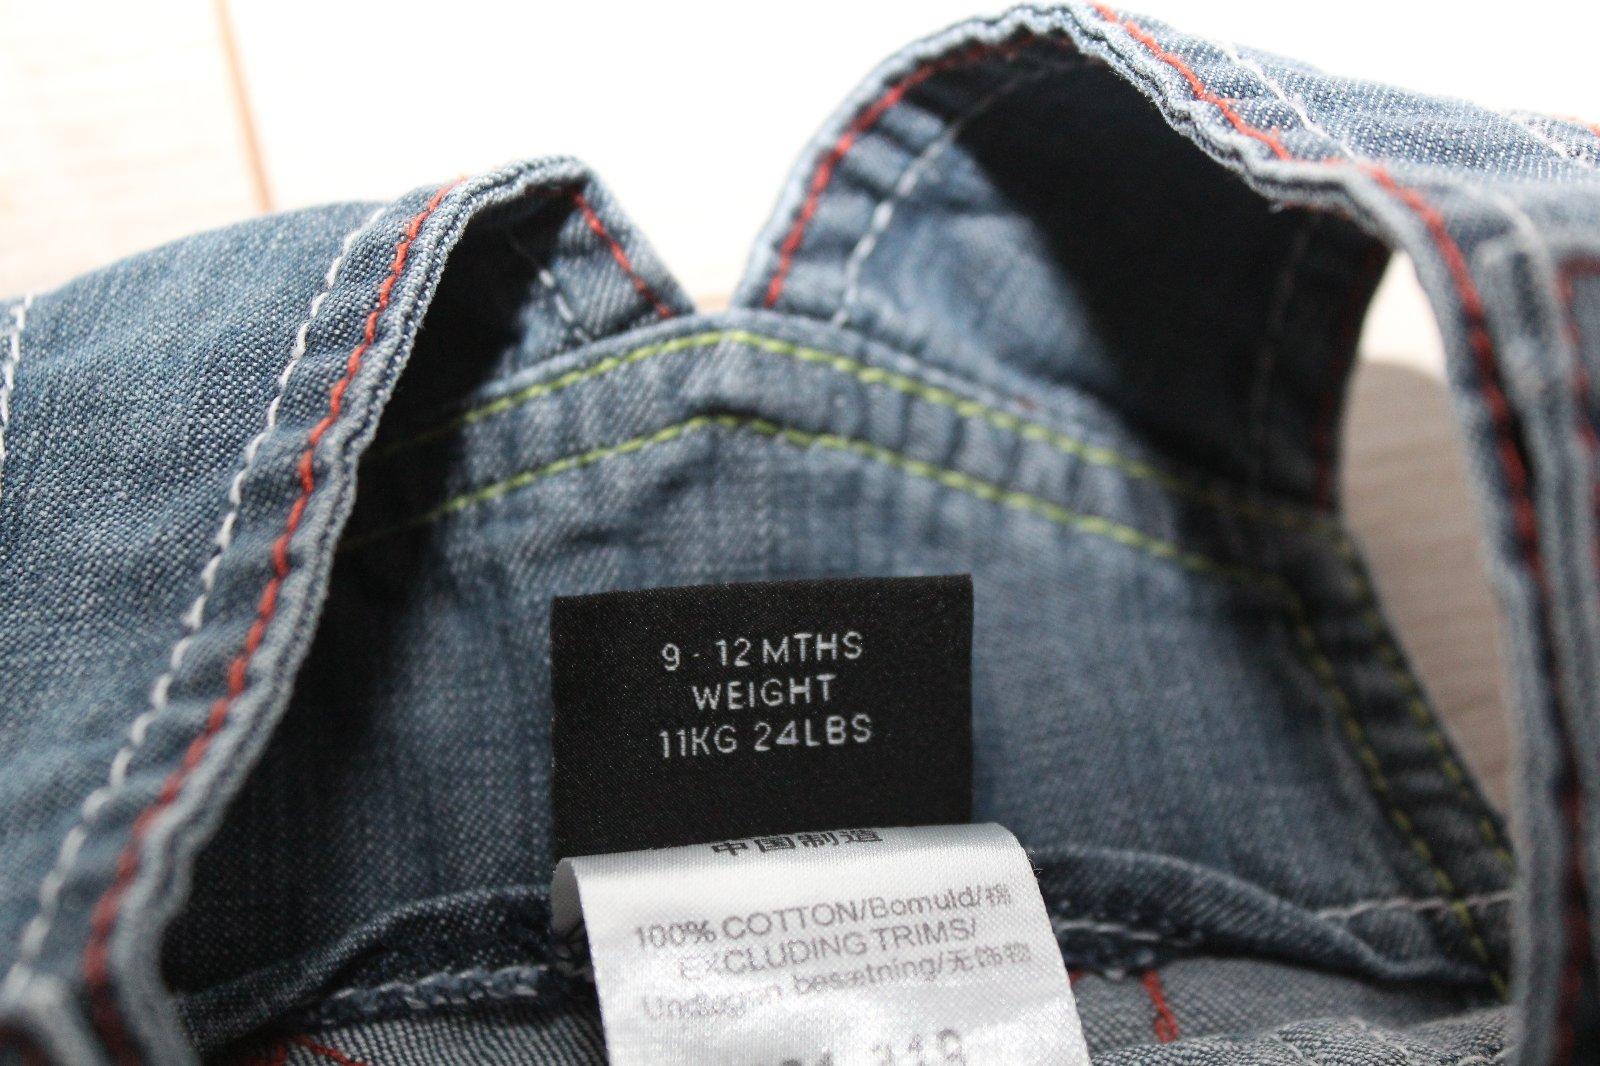 9 - 12 MTHS
WEIGHT
11KG 24LBS
中国制造
100% COTTON/Bomuld/棉
EXCLUDING TRIMS/
Undtagen besætning/无饰物